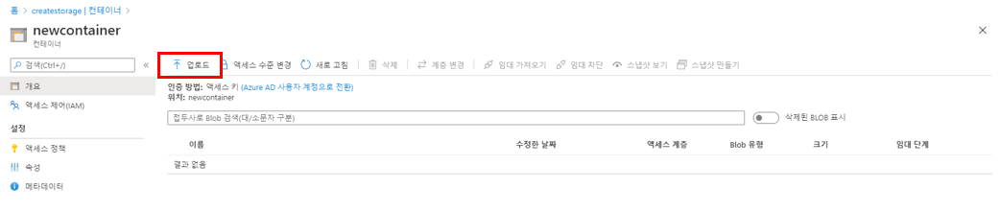 홈 > createstorage | 컨테이너 >
newcontainer
컨테이너
검색(Ctrl+/)
«
개요
액세스 제어(IAM)
설정
액세스 정책
속성
메타데이터
업로드 액세스 수준 변경 새로 고침 삭제 계층 변경 임대 가져오기 임대 차단 스냅샷 보기 스냅샷 만들기
인증 방법: 액세스 키 (Azure AD 사용자 계정으로 전환)
위치: newcontainer
접두사로 Blob 검색(대/소문자 구분)
삭제된 BLOB 표시
이름 수정한 날짜 액세스 계층 Blob 유형 크기 임대 단계
결과 없음